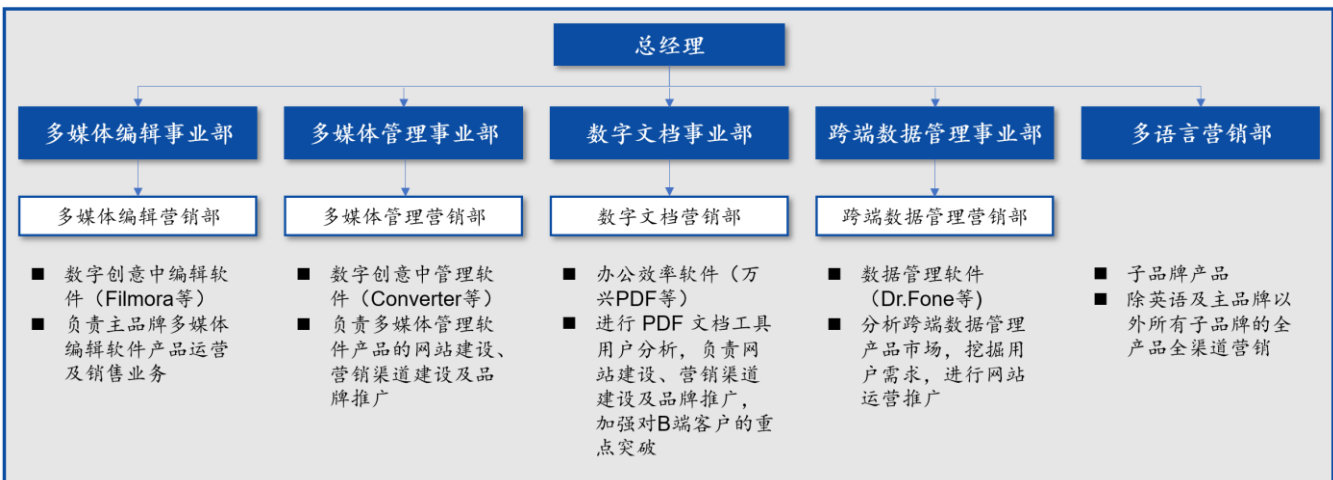 总经理
多媒体编辑事业部
多媒体管理事业部
数字文档事业部
跨端数据管理事业部
多语言营销部
多媒体编辑营销部
多媒体管理营销部
数字文档营销部
跨端数据管理营销部
■ 数字创意中编辑软
件（Filmora等）
■ 负责主品牌多媒体
编辑软件产品运营
及销售业务
■ 数字创意中管理软
件（Converter等）
■ 负责多媒体管理软
件产品的网站建设、
营销渠道建设及品
牌推广
■ 办公效率软件（万
兴PDF等）
■ 进行 PDF 文档工具
用户分析，负责网
站建设、营销渠道
建设及品牌推广，
加强对B端客户的重
点突破
■ 数据管理软件
（Dr.Fone等)
■ 分析跨端数据管理
产品市场，挖掘用
户需求，进行网站
运营推广
■ 子品牌产品
■ 除英语及主品牌以
外所有子品牌的全
产品全渠道营销